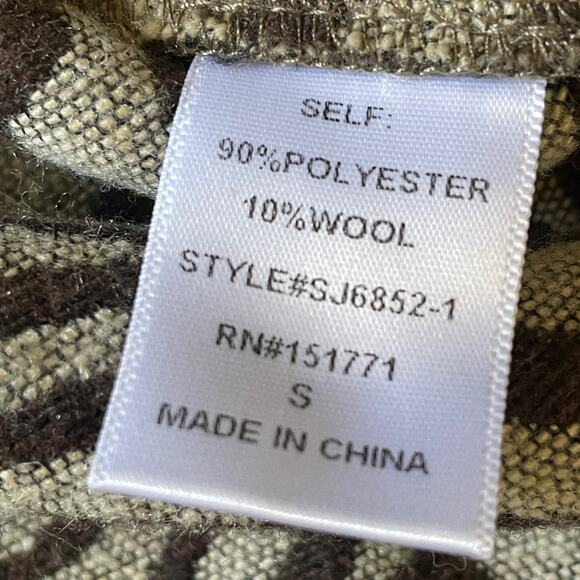 SELF:
90%POLYESTER
10%WOOL
STYLE#SJ6852-1
RN#151771
S
MADE IN CHINA